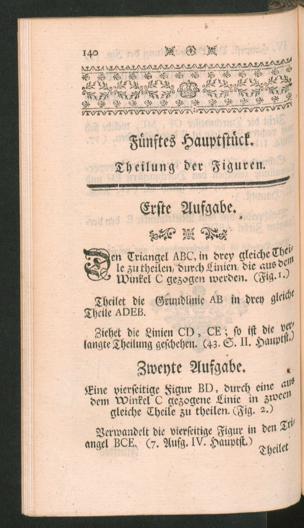 140
Fünftes Hauptstück.
Theilung der Figuren.
Erste Aufgabe.
Den Triangel ABC, in drey gleiche Thei-
le zu theilen, durch Linien, die aus dem
Winkel C gezogen werden. (Fig. 1.)
Theilet die Grundlinie AB in drey gleiche
Theile ADEB.
Ziehet die Linien CD, CE; so ist die ver-
langte Theilung geschehen. (43. S. II. Hauptst.)
Zweyte Aufgabe.
Eine vierseitige Figur BD, durch eine aus
dem Winkel C gezogene Linie in zween
gleiche Theile zu theilen. (Fig. 2.)
Verwandelt die vierseitige Figur in den Tri-
angel BCE. (7. Aufg. IV. Hauptst.)
Theilet